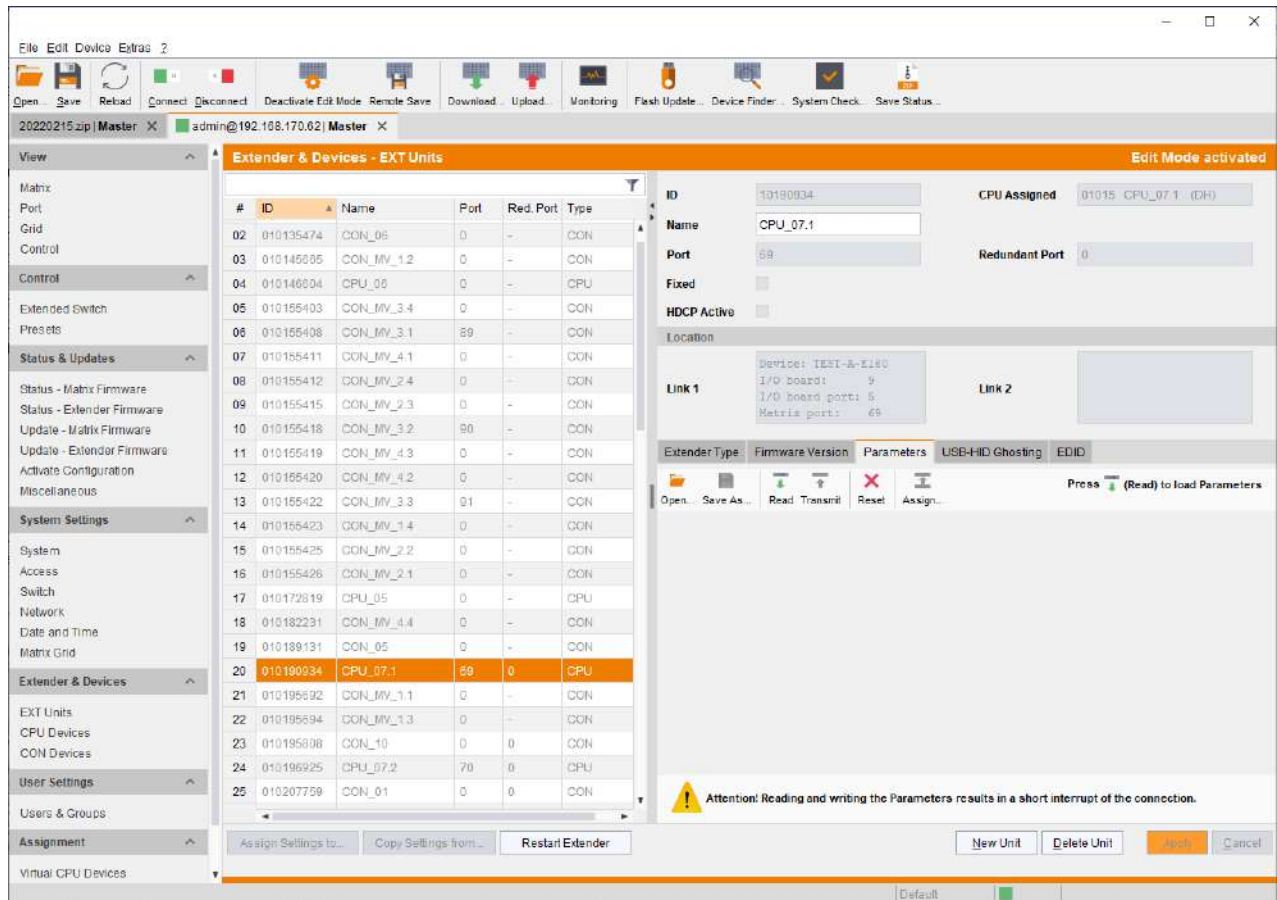 File Edit Device Extras ?
Open... Save Reload Connect Disconnect Deactivate Edit Mode Remote Save Download... Upload... Monitoring Flash Update... Device Finder... System Check... Save Status...
20220215.zip | Master X admin@192.168.170.62 | Master X
View
Matrix
Port
Grid
Control
Control
Extended Switch
Presets
Status & Updates
Status - Matrix Firmware
Status - Extender Firmware
Update - Matrix Firmware
Update - Extender Firmware
Activate Configuration
Miscellaneous
System Settings
System
Access
Switch
Network
Date and Time
Matrix Grid
Extender & Devices
EXT Units
CPU Devices
CON Devices
User Settings
Users & Groups
Assignment
Virtual CPU Devices
Extender & Devices - EXT Units Edit Mode activated
# ID Name Port Red. Port Type
02 010135474 CON_06 0 - CON
03 010145685 CON_MV_1.2 0 - CON
04 010146604 CPU_06 0 - CPU
05 010155403 CON_MV_3.4 0 - CON
06 010155408 CON_MV_3.1 89 - CON
07 010155411 CON_MV_4.1 0 - CON
08 010155412 CON_MV_2.4 0 - CON
09 010155415 CON_MV_2.3 0 - CON
10 010155418 CON_MV_3.2 90 - CON
11 010155419 CON_MV_4.3 0 - CON
12 010155420 CON_MV_4.2 0 - CON
13 010155422 CON_MV_3.3 91 - CON
14 010155423 CON_MV_1.4 0 - CON
15 010155425 CON_MV_2.2 0 - CON
16 010155426 CON_MV_2.1 0 - CON
17 010172819 CPU_05 0 - CPU
18 010182231 CON_MV_4.4 0 - CON
19 010189131 CON_05 0 - CON
20 010190934 CPU_07.1 69 0 CPU
21 010195692 CON_MV_1.1 0 - CON
22 010195694 CON_MV_1.3 0 - CON
23 010195808 CON_10 0 0 CON
24 010196925 CPU_07.2 70 0 CPU
25 010207759 CON_01 0 0 CON
Assign Settings to... Copy Settings from... Restart Extender
ID 10190934 CPU Assigned 01015 CPU_07.1 (DH)
Name CPU_07.1
Port 69 Redundant Port 0
Fixed
HDCP Active
Location
Link 1 Link 2
Device: TEST-A-K160
I/O board: 9
I/O board port: 5
Matrix port: 69
Extender Type Firmware Version Parameters USB-HID Ghosting EDID
Open... Save As... Read Transmit Reset Assign... Press (Read) to load Parameters
Attention! Reading and writing the Parameters results in a short interrupt of the connection.
New Unit Delete Unit Apply Cancel
Default